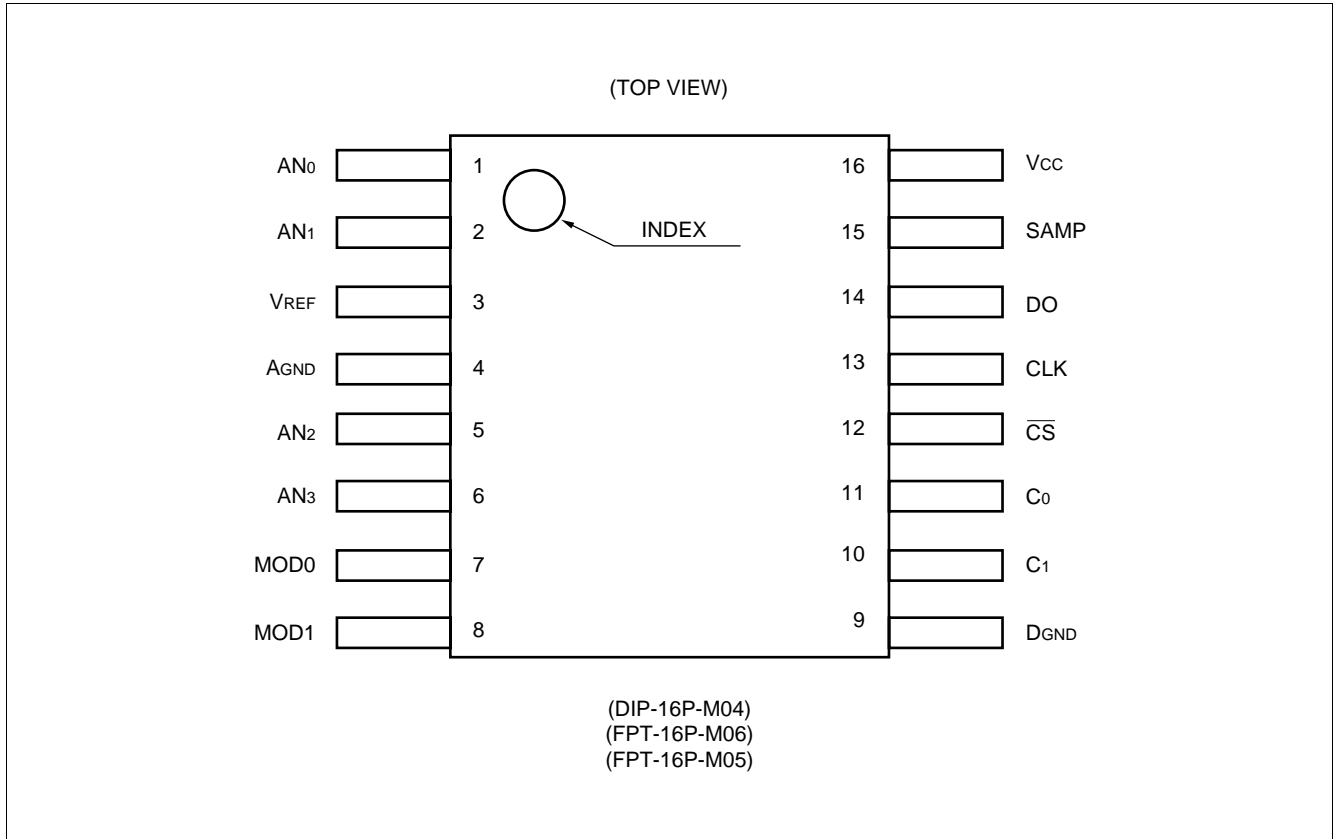 (TOP VIEW)
AN0 1 16 VCC
AN1 2 INDEX 15 SAMP
VREF 3 14 DO
AGND 4 13 CLK
AN2 5 12 C̅S̅
AN3 6 11 C0
MOD0 7 10 C1
MOD1 8 9 DGND
(DIP-16P-M04)
(FPT-16P-M06)
(FPT-16P-M05)